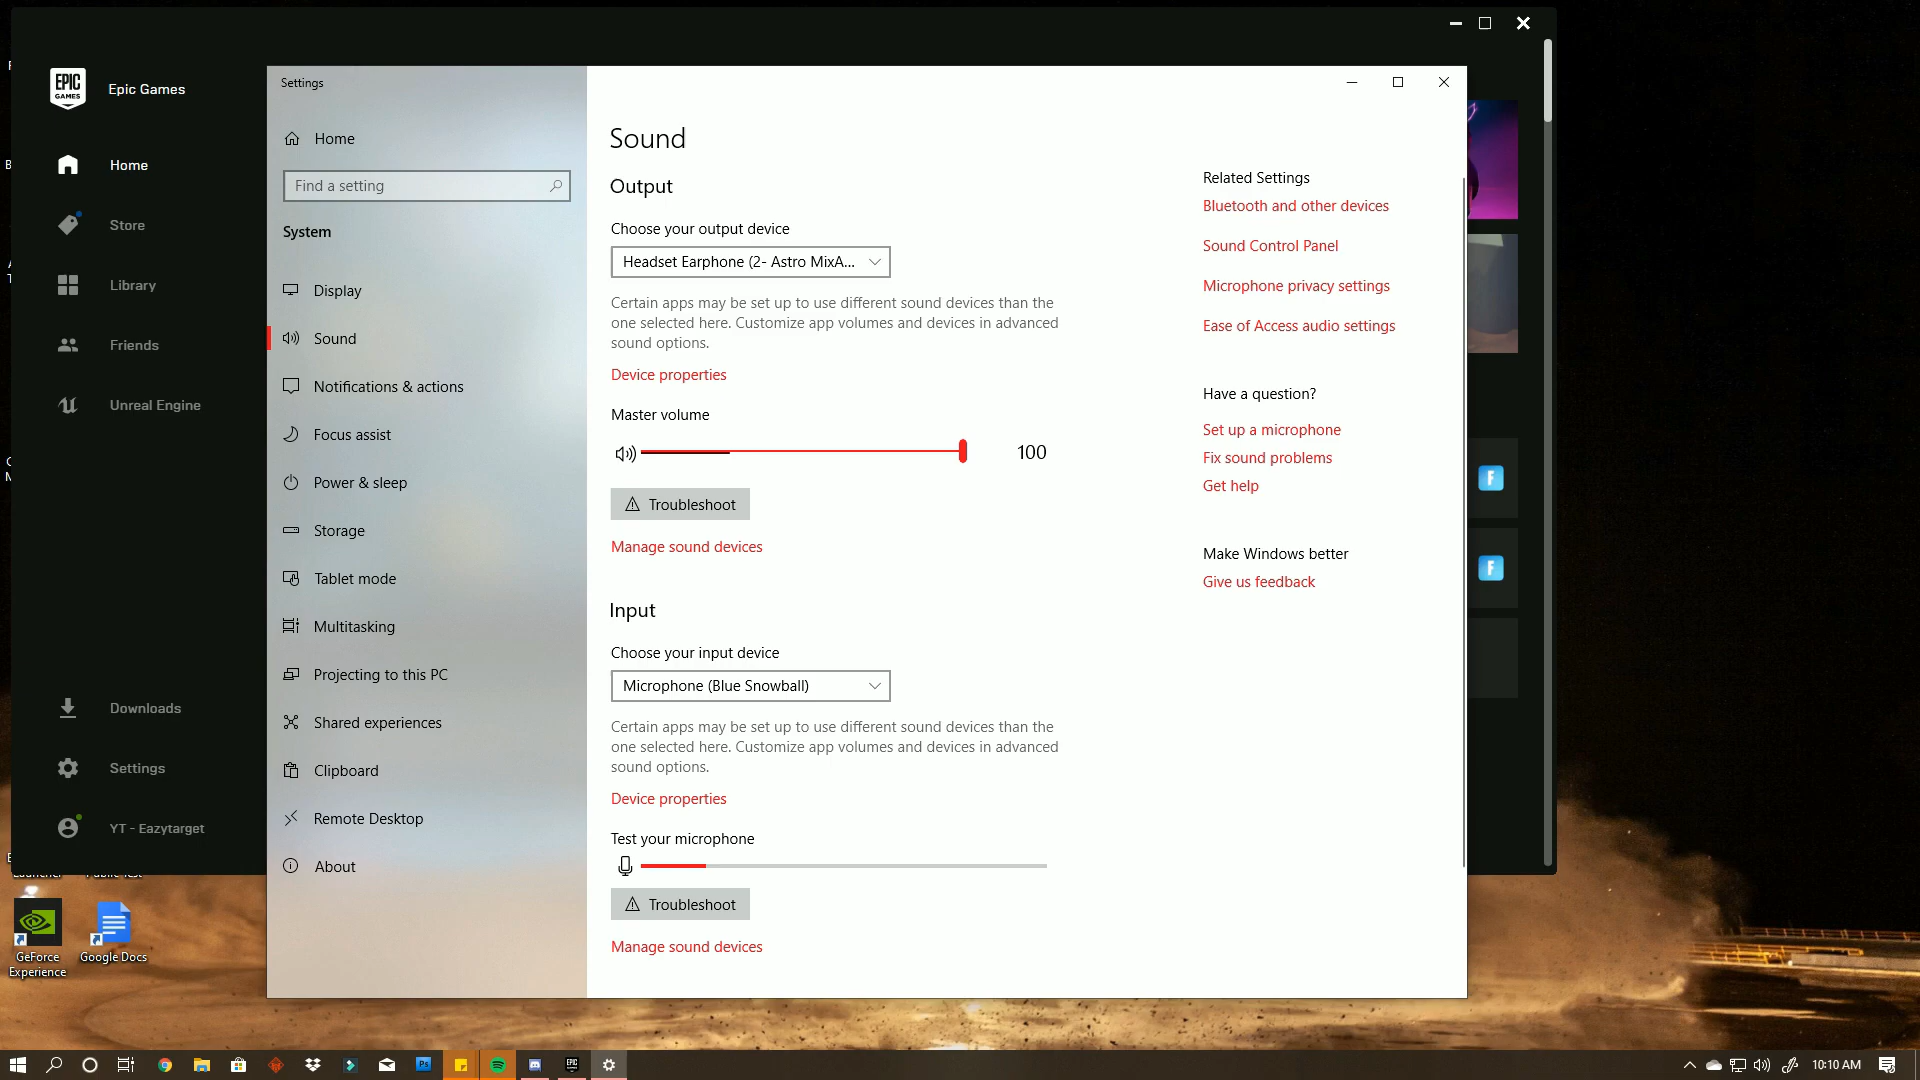 EPIC
GAMES
Epic Games
Home
Store
Library
Friends
Unreal Engine
Downloads
Settings
YT - Eazytarget
Settings
Home
Find a setting
System
Display
Sound
Notifications & actions
Focus assist
Power & sleep
Storage
Tablet mode
Multitasking
Projecting to this PC
Shared experiences
Clipboard
Remote Desktop
About
Sound
Output
Choose your output device
Headset Earphone (2- Astro MixA...
Certain apps may be set up to use different sound devices than the
one selected here. Customize app volumes and devices in advanced
sound options.
Device properties
Master volume
100
Troubleshoot
Manage sound devices
Input
Choose your input device
Microphone (Blue Snowball)
Certain apps may be set up to use different sound devices than the
one selected here. Customize app volumes and devices in advanced
sound options.
Device properties
Test your microphone
Troubleshoot
Manage sound devices
Related Settings
Bluetooth and other devices
Sound Control Panel
Microphone privacy settings
Ease of Access audio settings
Have a question?
Set up a microphone
Fix sound problems
Get help
Make Windows better
Give us feedback
F
F
GeForce
Experience
Google Docs
Ps
EPIC
10:10 AM